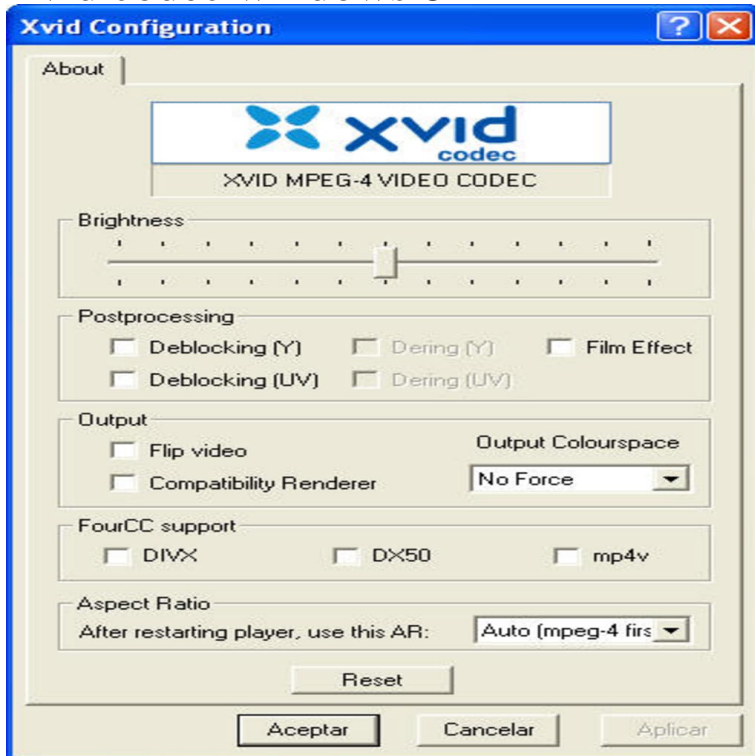 Xvid Configuration
About
xvid
codec
XVID MPEG-4 VIDEO CODEC
Brightness
Postprocessing
Deblocking (Y) Dering (Y) Film Effect
Deblocking (UV) Dering (UV)
Output
Flip video
Output Colourspace
Compatibility Renderer
No Force
FourCC support
DIVX DX50 mp4v
Aspect Ratio
After restarting player, use this AR: Auto (mpeg-4 firs
Reset
Aceptar Cancelar Aplicar